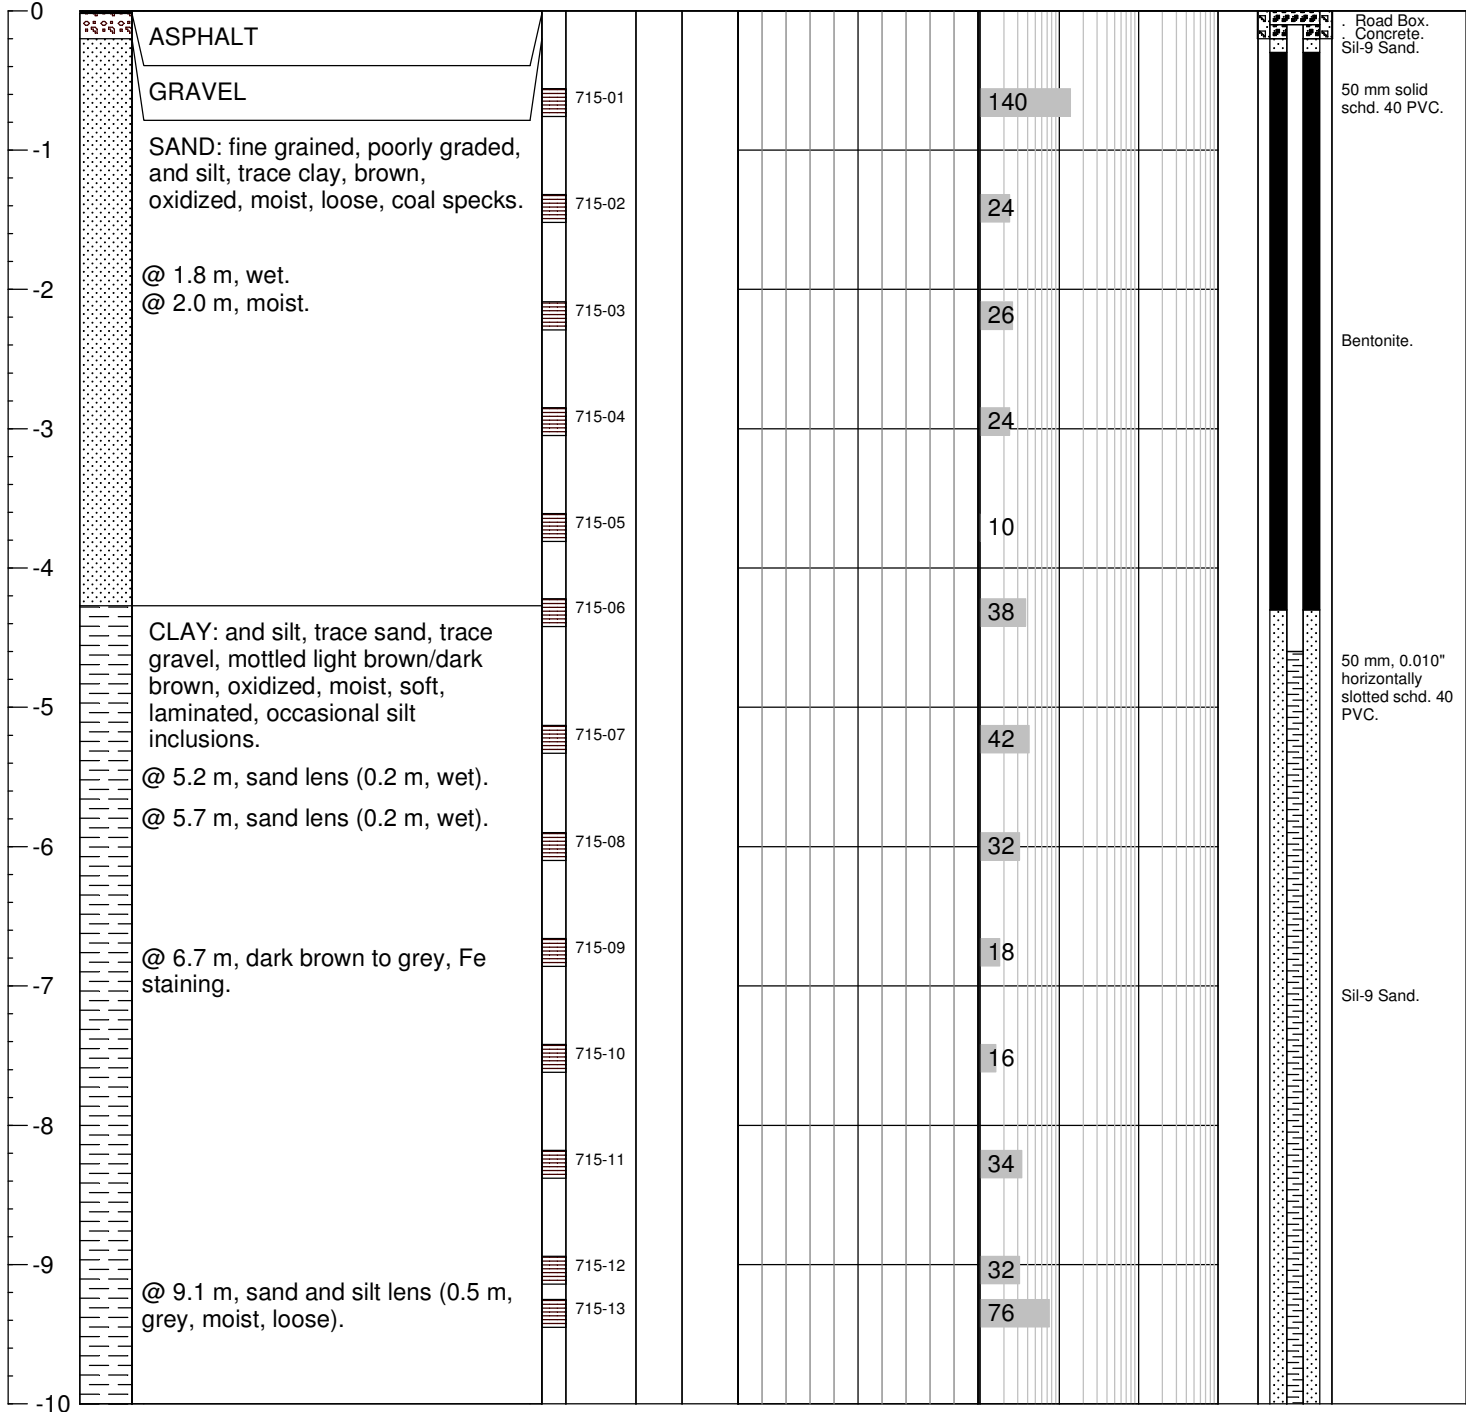 0
-1
-2
-3
-4
-5
-6
-7
-8
-9
-10
ASPHALT
GRAVEL
SAND: fine grained, poorly graded,
and silt, trace clay, brown,
oxidized, moist, loose, coal specks.
@ 1.8 m, wet.
@ 2.0 m, moist.
CLAY: and silt, trace sand, trace
gravel, mottled light brown/dark
brown, oxidized, moist, soft,
laminated, occasional silt
inclusions.
@ 5.2 m, sand lens (0.2 m, wet).
@ 5.7 m, sand lens (0.2 m, wet).
@ 6.7 m, dark brown to grey, Fe
staining.
@ 9.1 m, sand and silt lens (0.5 m,
grey, moist, loose).
715-01
715-02
715-03
715-04
715-05
715-06
715-07
715-08
715-09
715-10
715-11
715-12
715-13
140
24
26
24
10
38
42
32
18
16
34
32
76
. Road Box.
. Concrete.
Sil-9 Sand.
50 mm solid
schd. 40 PVC.
Bentonite.
50 mm, 0.010"
horizontally
slotted schd. 40
PVC.
Sil-9 Sand.